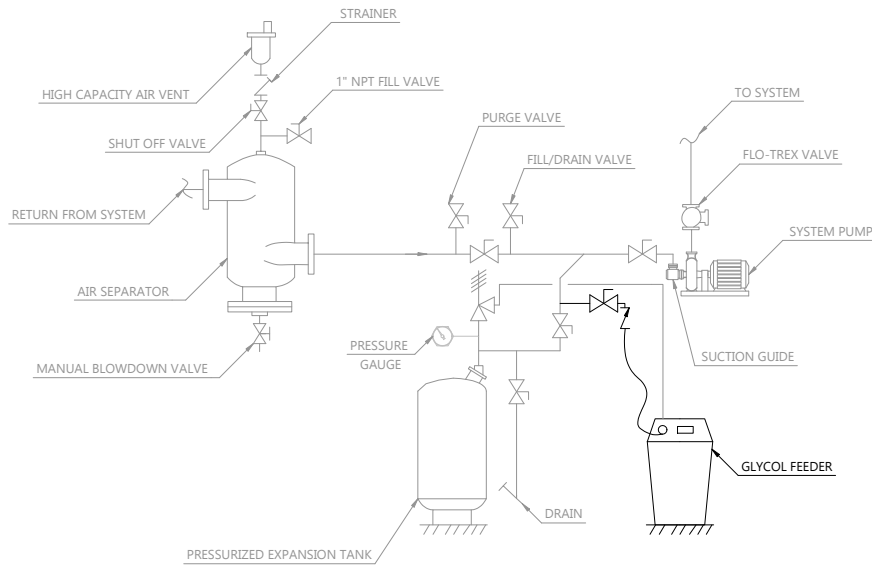 STRAINER
HIGH CAPACITY AIR VENT
1" NPT FILL VALVE
SHUT OFF VALVE
PURGE VALVE
TO SYSTEM
FILL/DRAIN VALVE
FLO-TREX VALVE
RETURN FROM SYSTEM
SYSTEM PUMP
AIR SEPARATOR
MANUAL BLOWDOWN VALVE
PRESSURE
GAUGE
SUCTION GUIDE
GLYCOL FEEDER
DRAIN
PRESSURIZED EXPANSION TANK